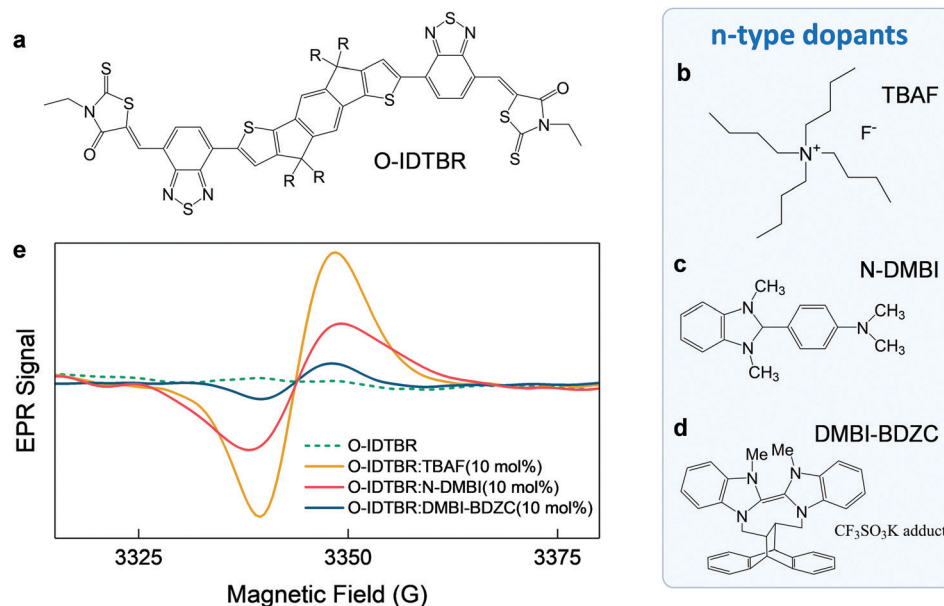 a
R R
N S N
S
O
N
S
S
O
S
N
S
S
R R
N N
S
O-IDTBR
n-type dopants
b
TBAF
F-
N+
c
N-DMBI
CH3
N
N
CH3
N
CH3
CH3
d
DMBI-BDZC
Me Me
N N
N N
CF3SO3K adduct
e
EPR Signal
O-IDTBR
O-IDTBR:TBAF(10 mol%)
O-IDTBR:N-DMBI(10 mol%)
O-IDTBR:DMBI-BDZC(10 mol%)
3325 3350 3375
Magnetic Field (G)